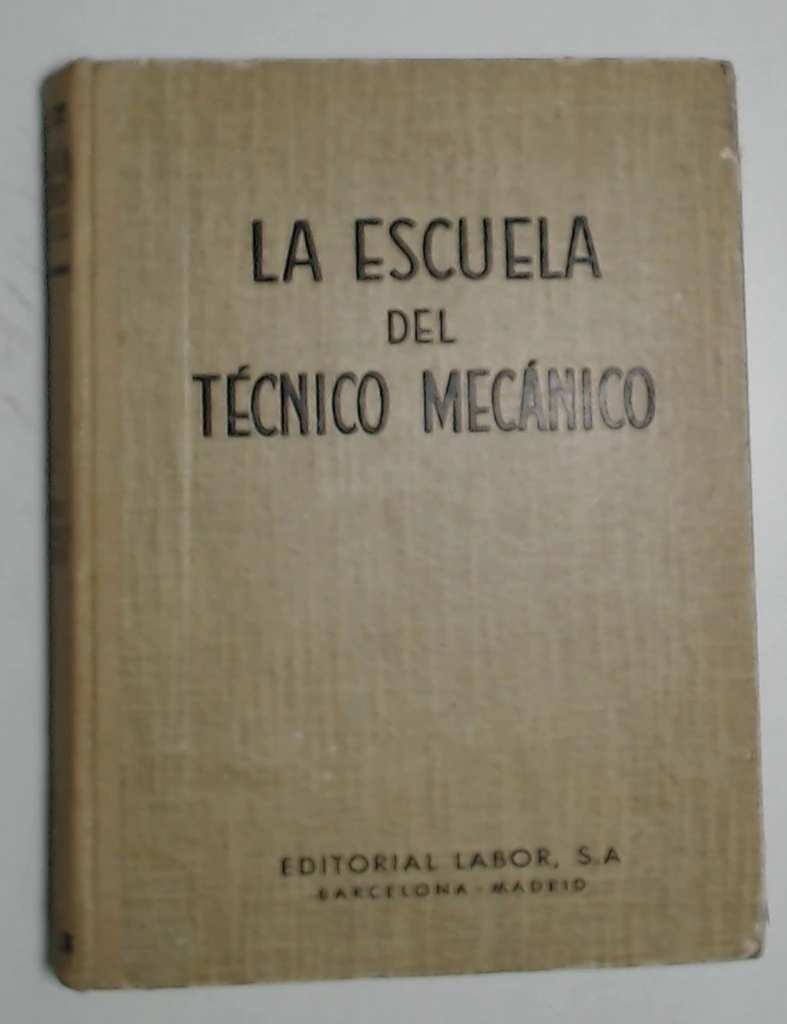 LA ESCUELA
DEL
TÉCNICO MECÁNICO
EDITORIAL LABOR, S.A
BARCELONA - MADRID